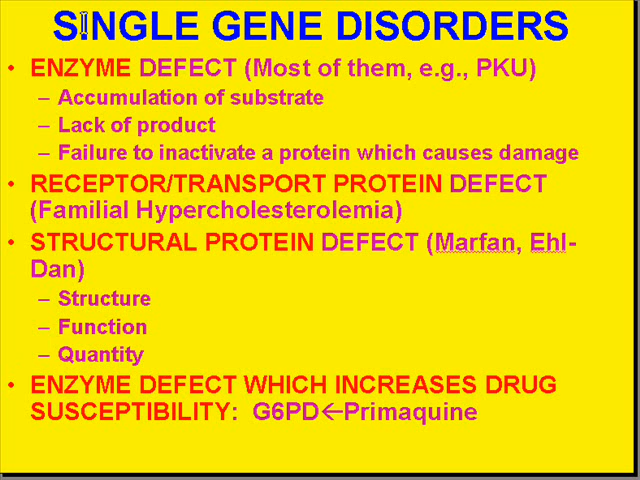 SINGLE GENE DISORDERS
• ENZYME DEFECT (Most of them, e.g., PKU)
– Accumulation of substrate
– Lack of product
– Failure to inactivate a protein which causes damage
• RECEPTOR/TRANSPORT PROTEIN DEFECT
(Familial Hypercholesterolemia)
• STRUCTURAL PROTEIN DEFECT (Marfan, Ehl-
Dan)
– Structure
– Function
– Quantity
• ENZYME DEFECT WHICH INCREASES DRUG
SUSCEPTIBILITY: G6PD←Primaquine